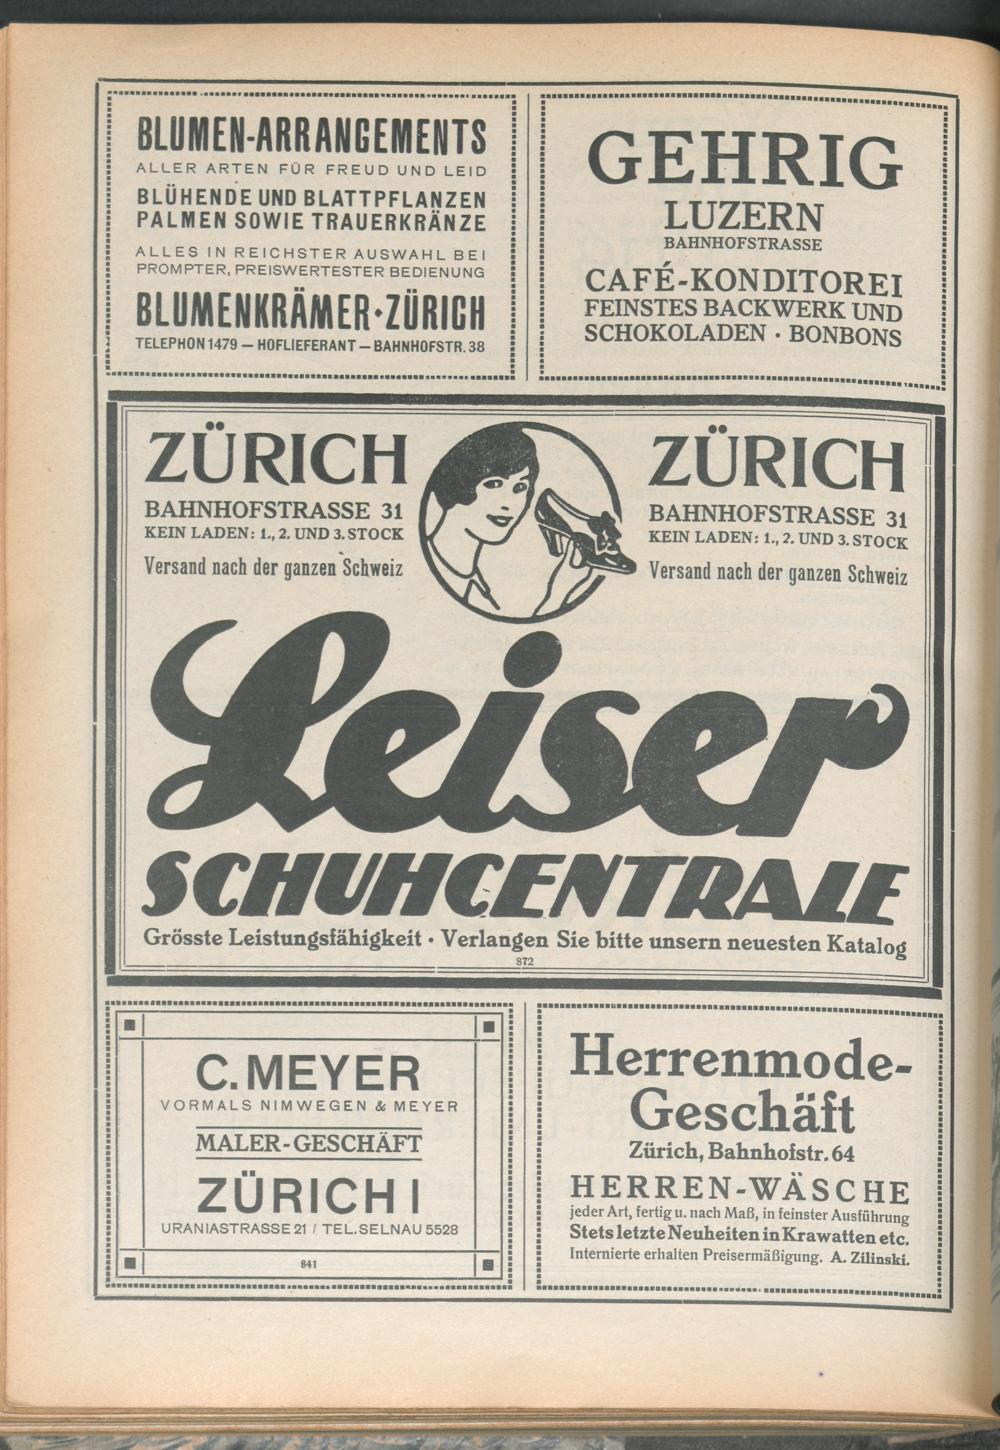 BLUMEN-ARRANGEMENTS
ALLER ARTEN FÜR FREUD UND LEID
BLÜHENDE UND BLATTPFLANZEN
PALMEN SOWIE TRAUERKRÄNZE
ALLES IN REICHSTER AUSWAHL BEI
PROMPTER, PREISWERTESTER BEDIENUNG
BLUMENKRÄMER·ZÜRICH
TELEPHON 1479 — HOFLIEFERANT — BAHNHOFSTR. 38
GEHRIG
LUZERN
BAHNHOFSTRASSE
CAFÉ-KONDITOREI
FEINSTES BACKWERK UND
SCHOKOLADEN · BONBONS
ZÜRICH
BAHNHOFSTRASSE 31
KEIN LADEN: 1., 2. UND 3. STOCK
Versand nach der ganzen Schweiz
ZÜRICH
BAHNHOFSTRASSE 31
KEIN LADEN: 1., 2. UND 3. STOCK
Versand nach der ganzen Schweiz
Leiser
SCHUHCENTRALE
Grösste Leistungsfähigkeit · Verlangen Sie bitte unsern neuesten Katalog
872
C. MEYER
VORMALS NIMWEGEN & MEYER
MALER-GESCHÄFT
ZÜRICH I
URANIASTRASSE 21 / TEL. SELNAU 5528
841
Herrenmode-
Geschäft
Zürich, Bahnhofstr. 64
HERREN-WÄSCHE
jeder Art, fertig u. nach Maß, in feinster Ausführung
Stets letzte Neuheiten in Krawatten etc.
Internierte erhalten Preisermäßigung. A. Zilinski.